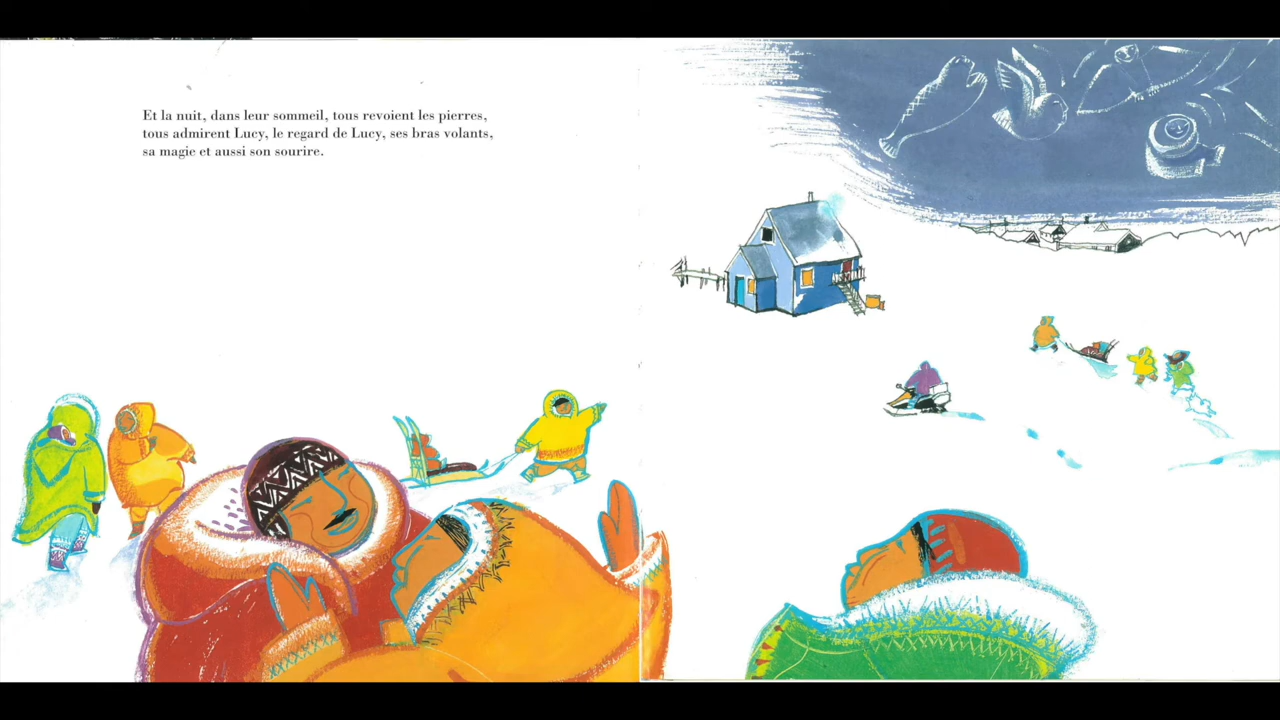 Et la nuit, dans leur sommeil, tous revoient les pierres,
tous admirent Lucy, le regard de Lucy, ses bras volants,
sa magie et aussi son sourire.